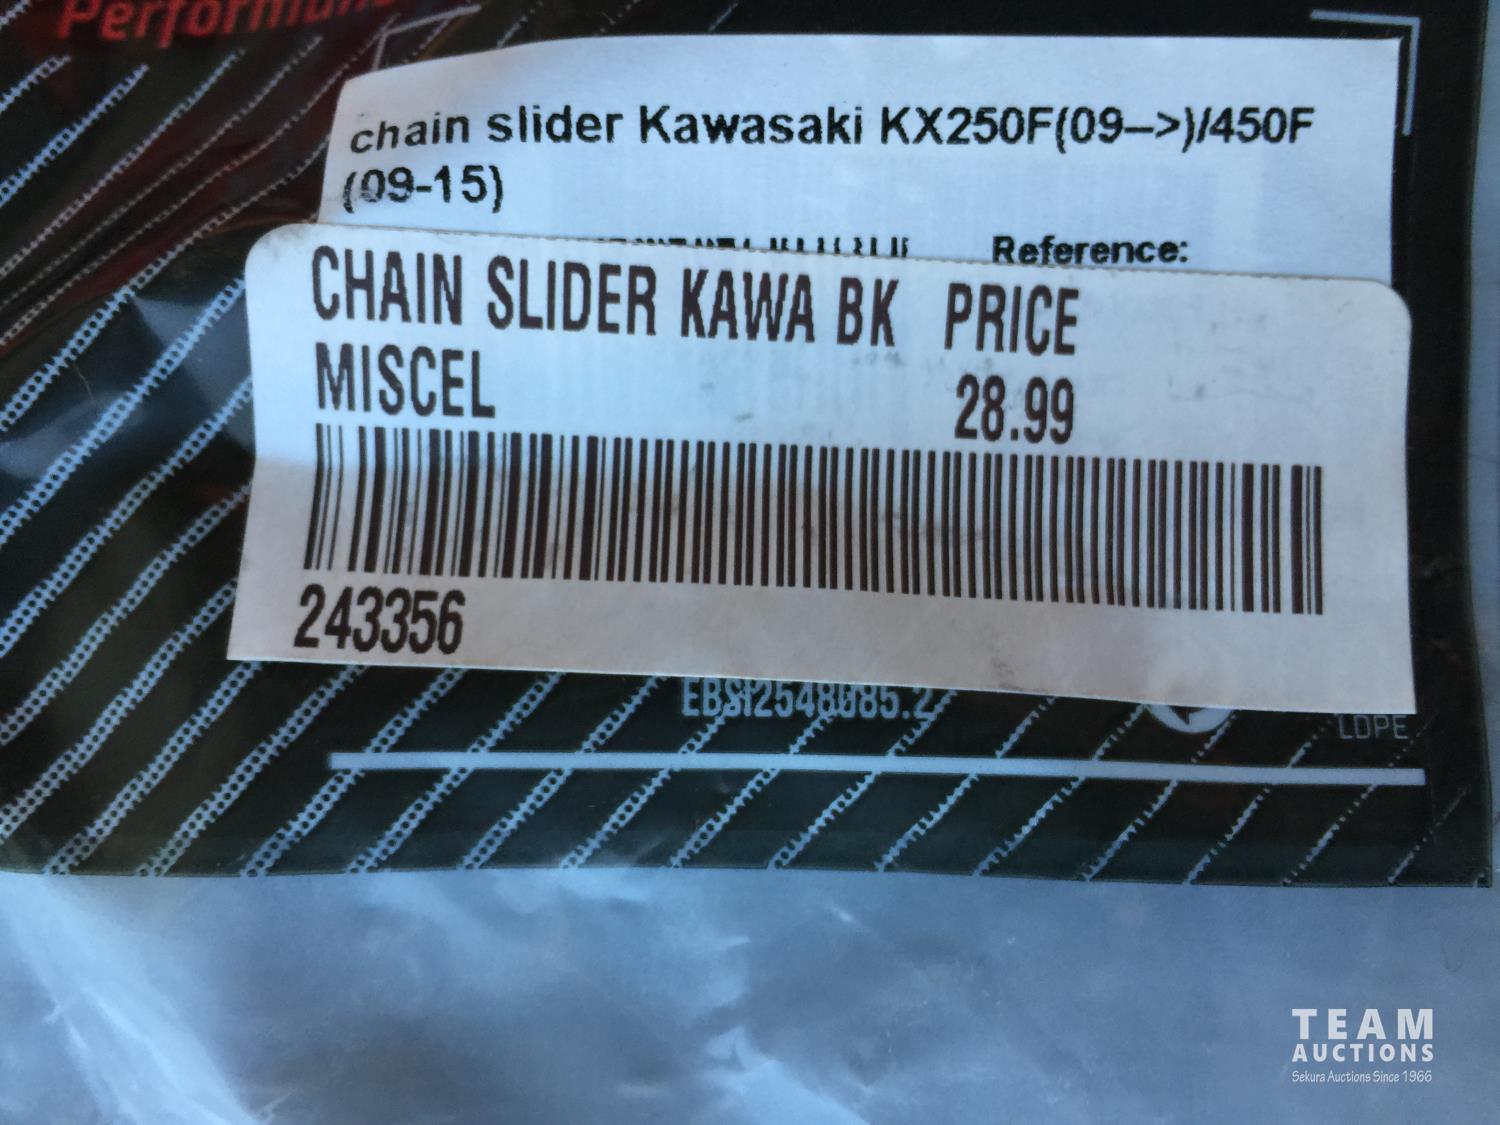 chain slider Kawasaki KX250F(09-->)/450F
(09-15)
Reference:
CHAIN SLIDER KAWA BK PRICE
MISCEL 28.99
243356
LDPE
TEAM
AUCTIONS
Sekura Auctions Since 1966